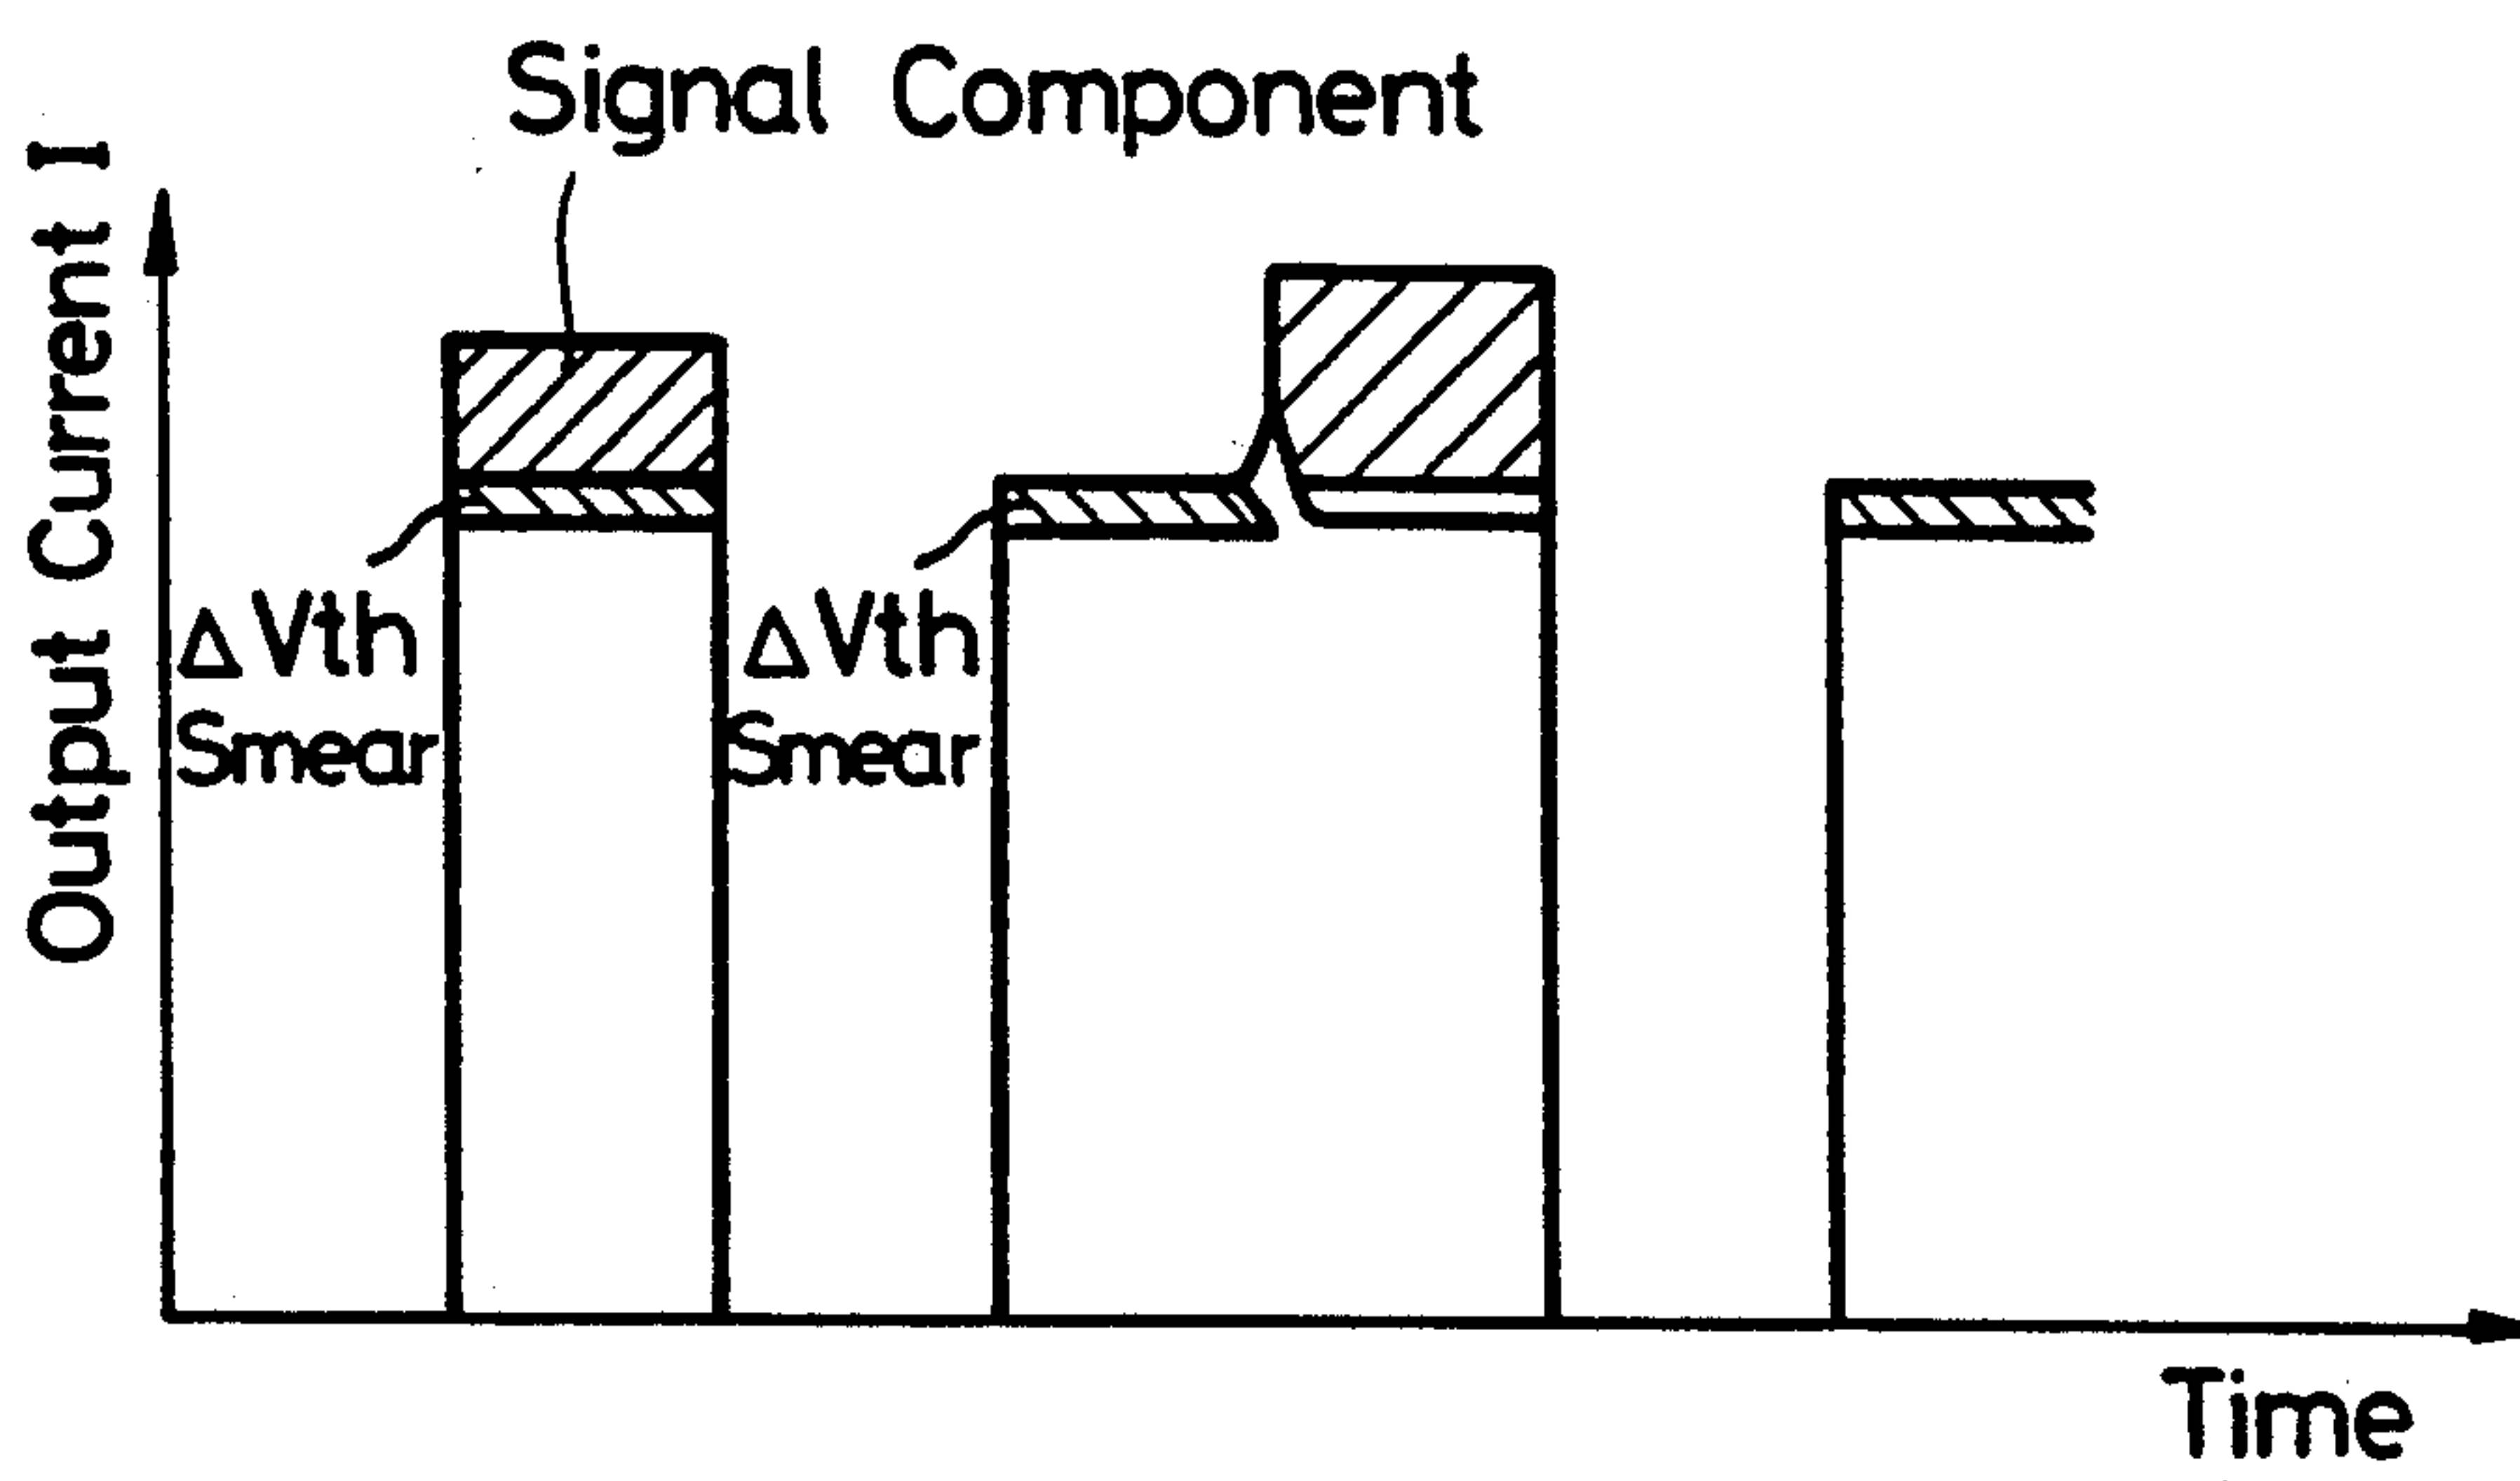 Signal Component
Output Current I
ΔVth
Smear
ΔVth
Smear
Time